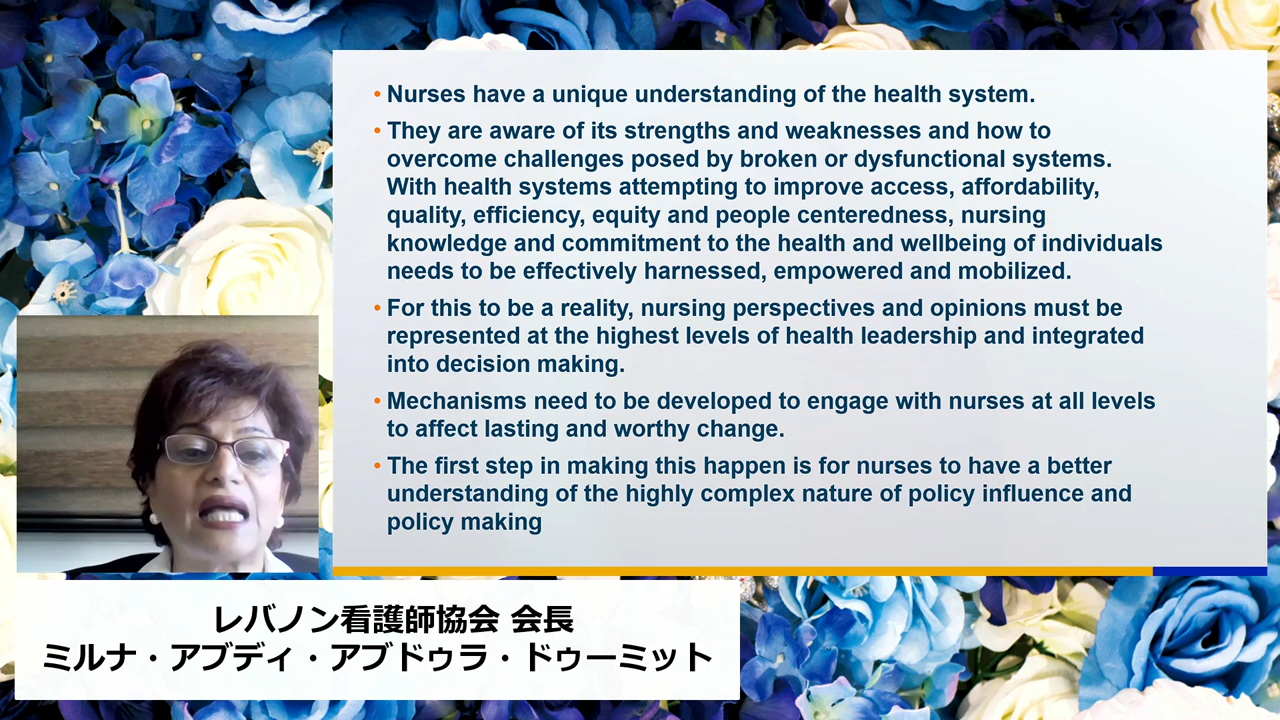 • Nurses have a unique understanding of the health system.
• They are aware of its strengths and weaknesses and how to
overcome challenges posed by broken or dysfunctional systems.
With health systems attempting to improve access, affordability,
quality, efficiency, equity and people centeredness, nursing
knowledge and commitment to the health and wellbeing of individuals
needs to be effectively harnessed, empowered and mobilized.
• For this to be a reality, nursing perspectives and opinions must be
represented at the highest levels of health leadership and integrated
into decision making.
• Mechanisms need to be developed to engage with nurses at all levels
to affect lasting and worthy change.
• The first step in making this happen is for nurses to have a better
understanding of the highly complex nature of policy influence and
policy making
レバノン看護師協会 会長
ミルナ・アブディ・アブドゥラ・ドゥーミット